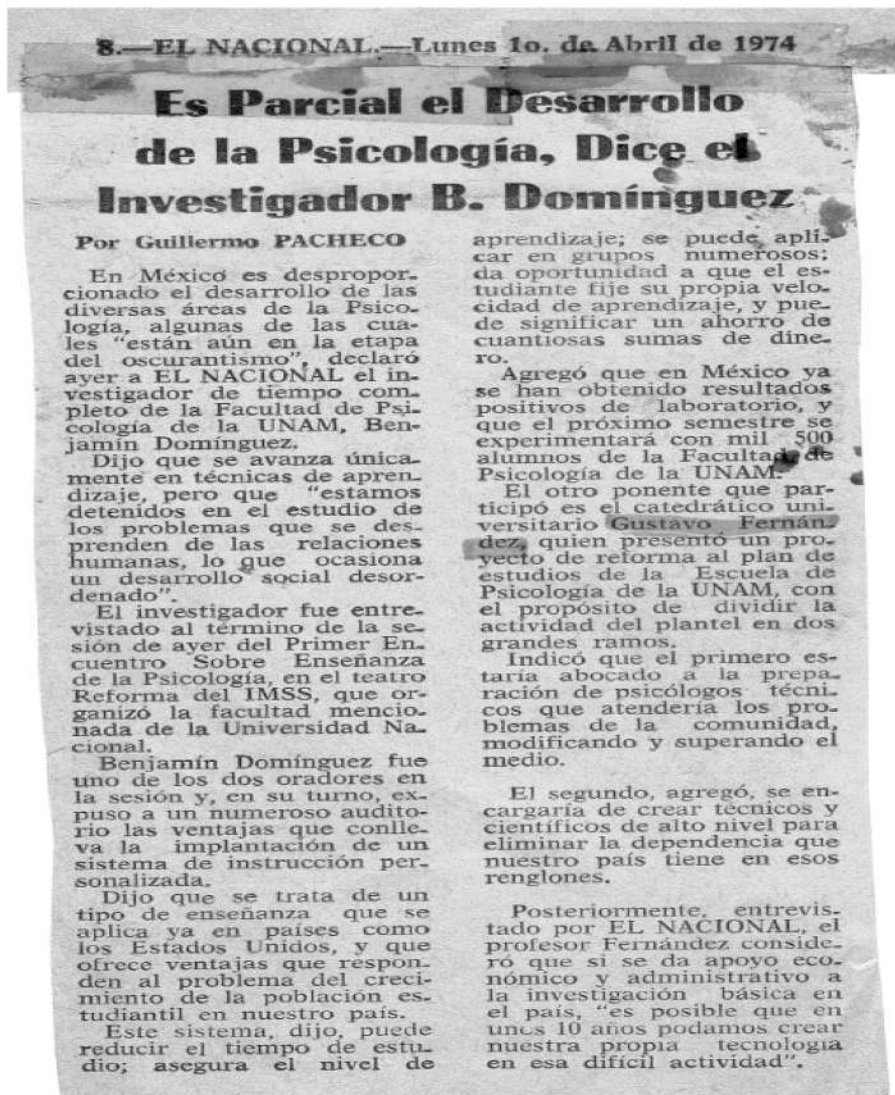 8.—EL NACIONAL.—Lunes 1o. de Abril de 1974
Es Parcial el Desarrollo
de la Psicología, Dice el
Investigador B. Domínguez
Por Guillermo PACHECO
En México es despropor-
cionado el desarrollo de las
diversas áreas de la Psico-
logía, algunas de las cua-
les "están aún en la etapa
del oscurantismo", declaró
ayer a EL NACIONAL el in-
vestigador de tiempo com-
pleto de la Facultad de Psi-
cología de la UNAM, Ben-
jamín Domínguez.
Dijo que se avanza única-
mente en técnicas de apren-
dizaje, pero que "estamos
detenidos en el estudio de
los problemas que se des-
prenden de las relaciones
humanas, lo que ocasiona
un desarrollo social desor-
denado".
El investigador fue entre-
vistado al término de la se-
sión de ayer del Primer En-
cuentro Sobre Enseñanza
de la Psicología, en el teatro
Reforma del IMSS, que or-
ganizó la facultad mencio-
nada de la Universidad Na-
cional.
Benjamín Domínguez fue
uno de los dos oradores en
la sesión y, en su turno, ex-
puso a un numeroso audito-
rio las ventajas que conlle-
va la implantación de un
sistema de instrucción per-
sonalizada.
Dijo que se trata de un
tipo de enseñanza que se
aplica ya en países como
los Estados Unidos, y que
ofrece ventajas que respon-
den al problema del creci-
miento de la población es-
tudiantil en nuestro país.
Este sistema, dijo, puede
reducir el tiempo de estu-
dio; asegura el nivel de
aprendizaje; se puede apli-
car en grupos numerosos;
da oportunidad a que el es-
tudiante fije su propia velo-
cidad de aprendizaje, y pue-
de significar un ahorro de
cuantiosas sumas de dine-
ro.
Agregó que en México ya
se han obtenido resultados
positivos de laboratorio, y
que el próximo semestre se
experimentará con mil 500
alumnos de la Facultad de
Psicología de la UNAM.
El otro ponente que par-
ticipó es el catedrático uni-
versitario Gustavo Fernán-
dez, quien presentó un pro-
yecto de reforma al plan de
estudios de la Escuela de
Psicología de la UNAM, con
el propósito de dividir la
actividad del plantel en dos
grandes ramos.
Indicó que el primero es-
taría abocado a la prepa-
ración de psicólogos técni-
cos que atendería los pro-
blemas de la comunidad,
modificando y superando el
medio.
El segundo, agregó, se en-
cargaría de crear técnicos y
científicos de alto nivel para
eliminar la dependencia que
nuestro país tiene en esos
renglones.
Posteriormente, entrevis-
tado por EL NACIONAL, el
profesor Fernández conside-
ró que si se da apoyo eco-
nómico y administrativo a
la investigación básica en
el país, "es posible que en
unos 10 años podamos crear
nuestra propia tecnología
en esa difícil actividad".